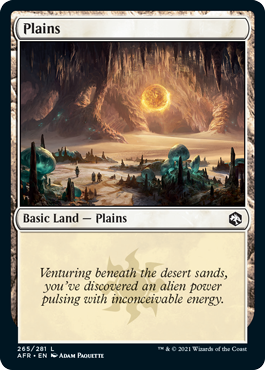 Plains
Basic Land — Plains
Venturing beneath the desert sands,
you've discovered an alien power
pulsing with inconceivable energy.
265/281 L
AFR • EN Adam Paquette
™ & © 2021 Wizards of the Coast